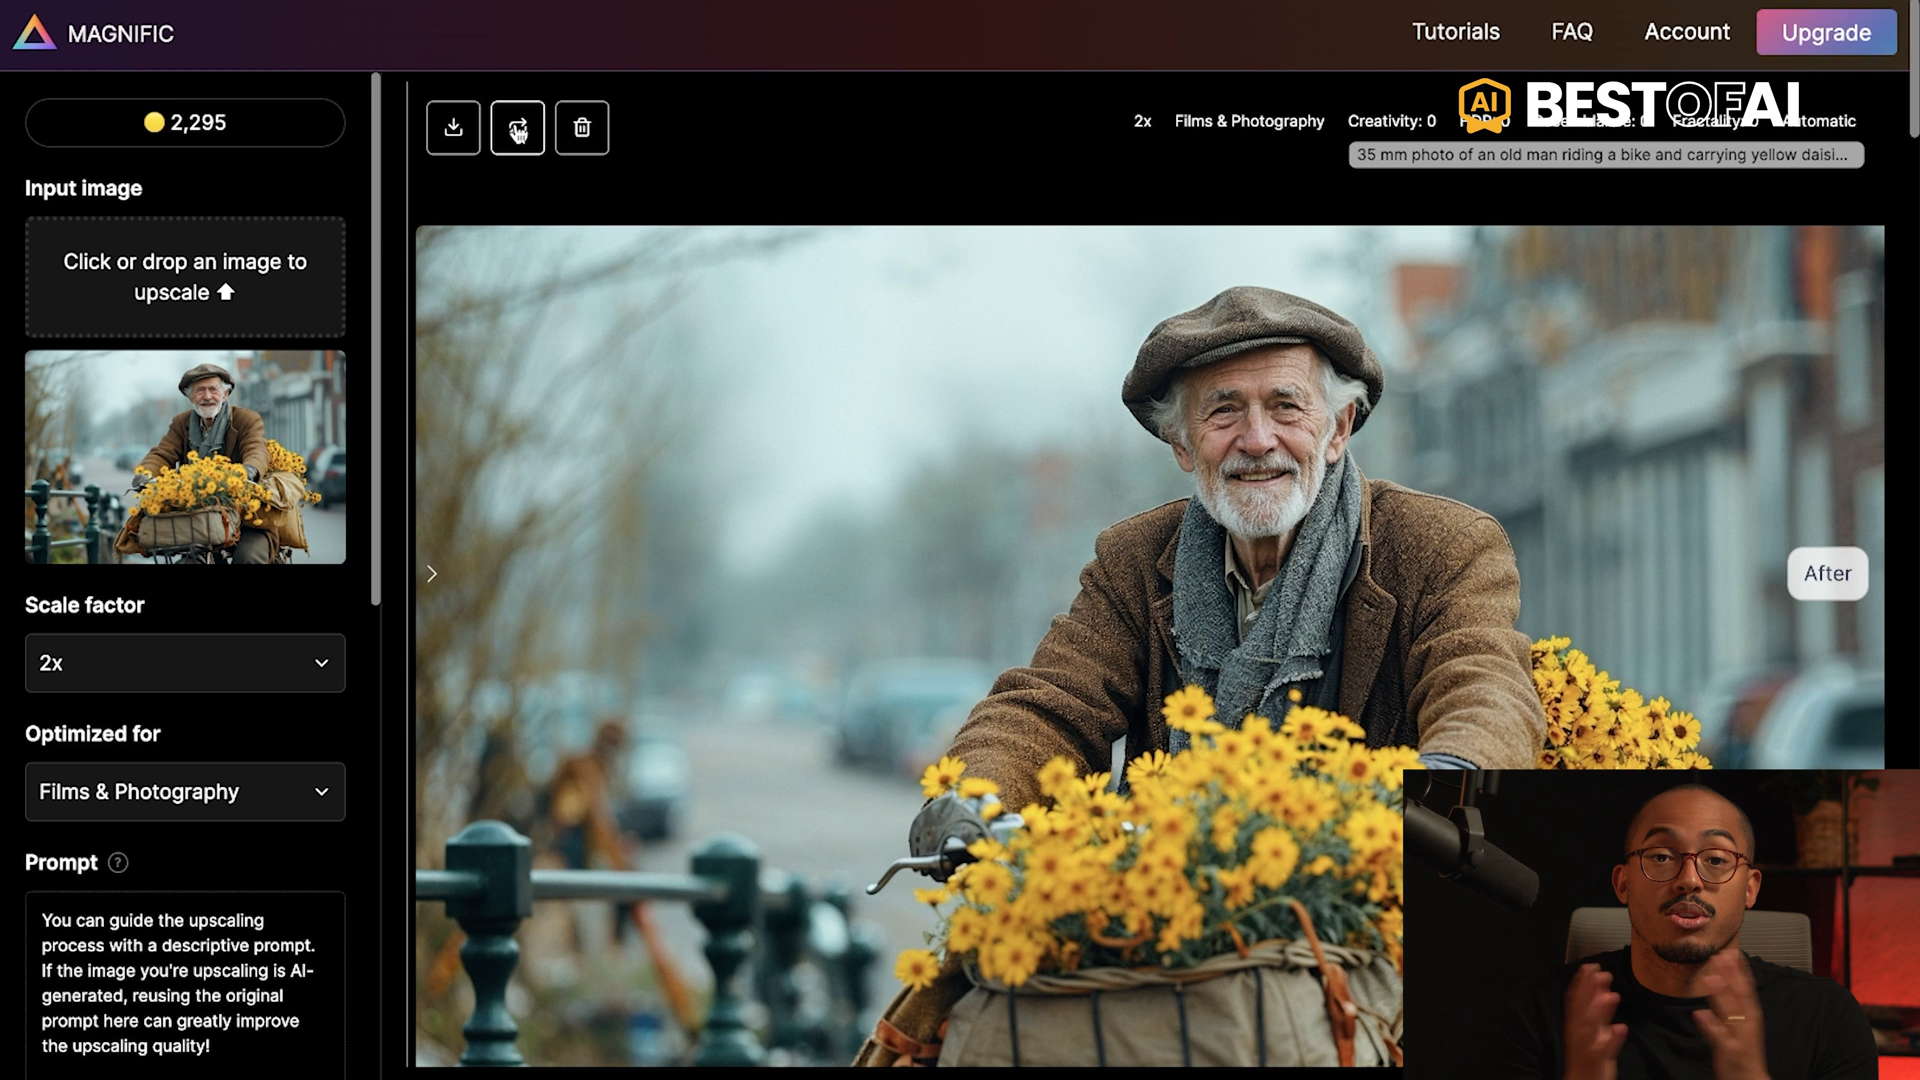 MAGNIFIC
Tutorials
FAQ
Account
Upgrade
2,295
Input image
Click or drop an image to
upscale
Scale factor
2x
Optimized for
Films & Photography
Prompt ?
You can guide the upscaling
process with a descriptive prompt.
If the image you're upscaling is AI-
generated, reusing the original
prompt here can greatly improve
the upscaling quality!
AI BESTOFAI
2x Films & Photography Creativity: 0
35 mm photo of an old man riding a bike and carrying yellow daisi...
After